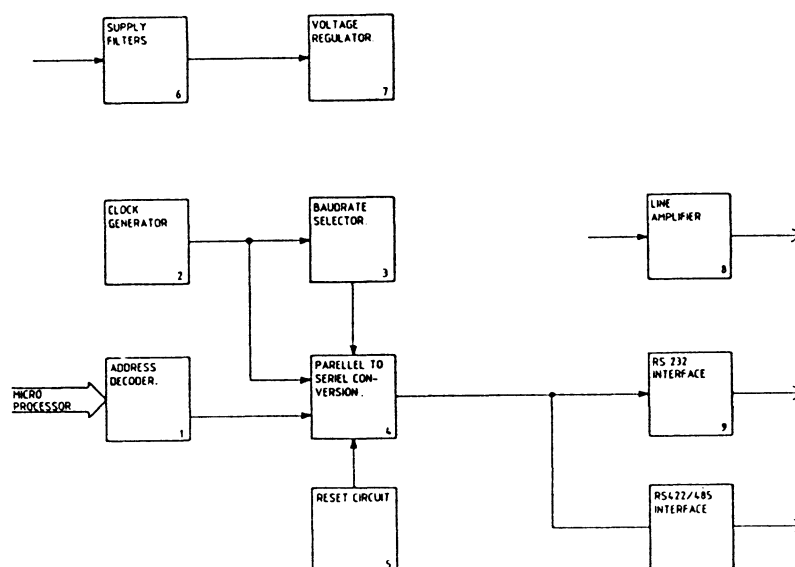 SUPPLY
FILTERS
6
VOLTAGE
REGULATOR.
7
CLOCK
GENERATOR
2
BAUDRATE
SELECTOR.
3
LINE
AMPLIFIER
8
MICRO
PROCESSOR
ADDRESS
DECODER.
1
PARELLEL TO
SERIEL CON-
VERSION.
4
RS 232
INTERFACE
9
RESET CIRCUIT
5
RS422/485
INTERFACE